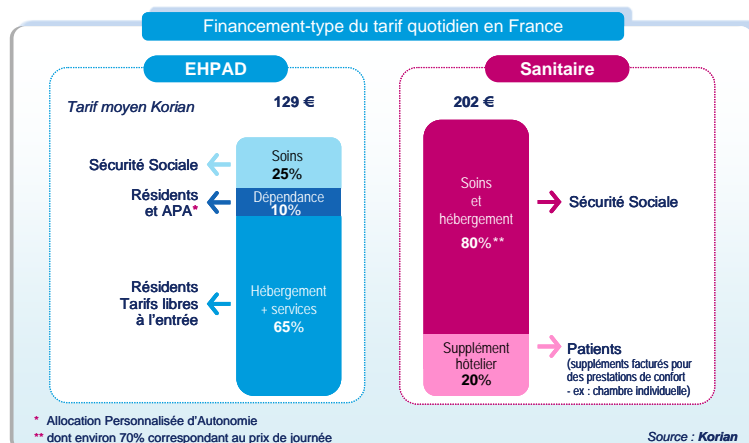 Financement-type du tarif quotidien en France
EHPAD
Tarif moyen Korian
129 €
Soins
25%
Sécurité Sociale
Dépendance
10%
Résidents
et APA*
Hébergement
+ services
65%
Résidents
Tarifs libres
à l'entrée
Sanitaire
202 €
Soins
et
hébergement
80%**
Sécurité Sociale
Supplément
hôtelier
20%
Patients
(suppléments facturés pour
des prestations de confort
- ex : chambre individuelle)
* Allocation Personnalisée d'Autonomie
** dont environ 70% correspondant au prix de journée
Source : Korian